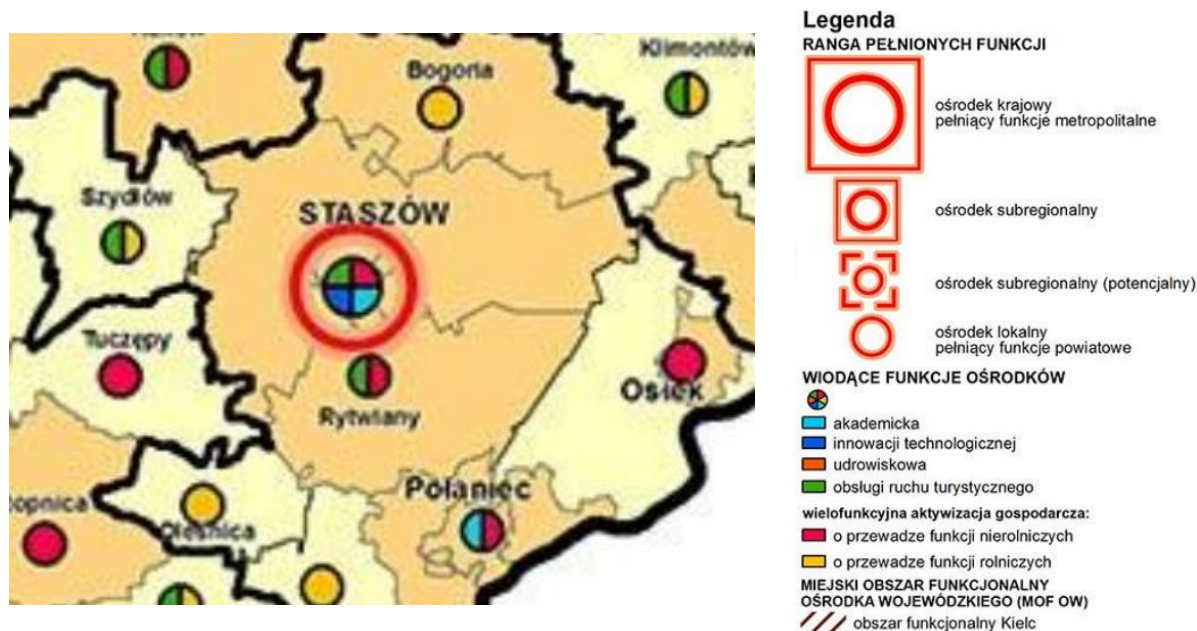 Klimontów
Bogoria
Szydłów
STASZÓW
Tuczępy
Osiek
Rytwiany
Połaniec
opnica
Oleśnica
Legenda
RANGA PEŁNIONYCH FUNKCJI
ośrodek krajowy
pełniący funkcje metropolitalne
ośrodek subregionalny
ośrodek subregionalny (potencjalny)
ośrodek lokalny
pełniący funkcje powiatowe
WIODĄCE FUNKCJE OŚRODKÓW
akademicka
innowacji technologicznej
udrowiskowa
obsługi ruchu turystycznego
wielofunkcyjna aktywizacja gospodarcza:
o przewadze funkcji nierolniczych
o przewadze funkcji rolniczych
MIEJSKI OBSZAR FUNKCJONALNY
OŚRODKA WOJEWÓDZKIEGO (MOF OW)
obszar funkcjonalny Kielc